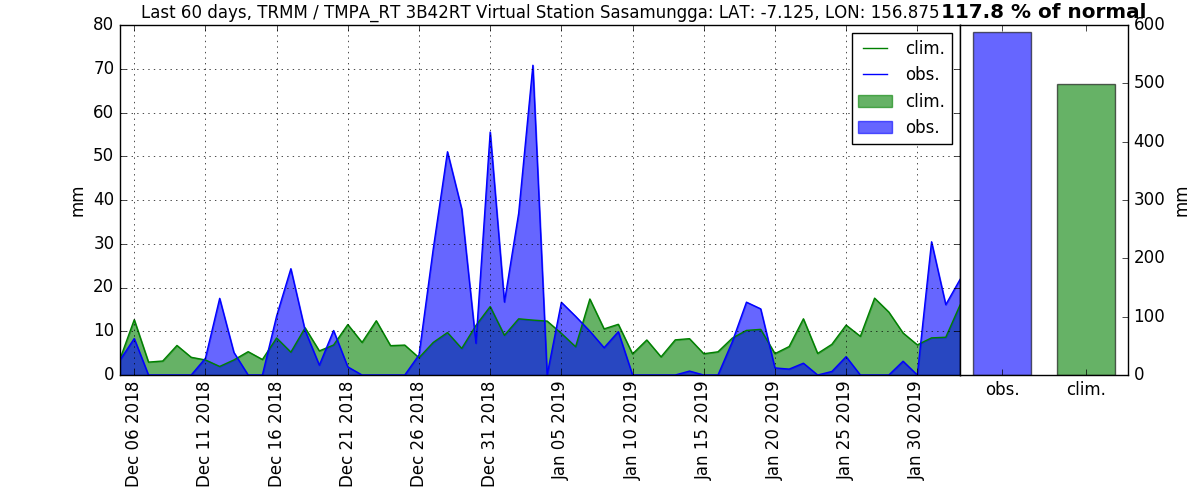 Last 60 days, TRMM / TMPA_RT 3B42RT Virtual Station Sasamungga: LAT: -7.125, LON: 156.875
117.8 % of normal
80
70
60
50
40
30
20
10
0
mm
clim.
obs.
clim.
obs.
Dec 06 2018
Dec 11 2018
Dec 16 2018
Dec 21 2018
Dec 26 2018
Dec 31 2018
Jan 05 2019
Jan 10 2019
Jan 15 2019
Jan 20 2019
Jan 25 2019
Jan 30 2019
600
500
400
300
200
100
0
mm
obs.
clim.